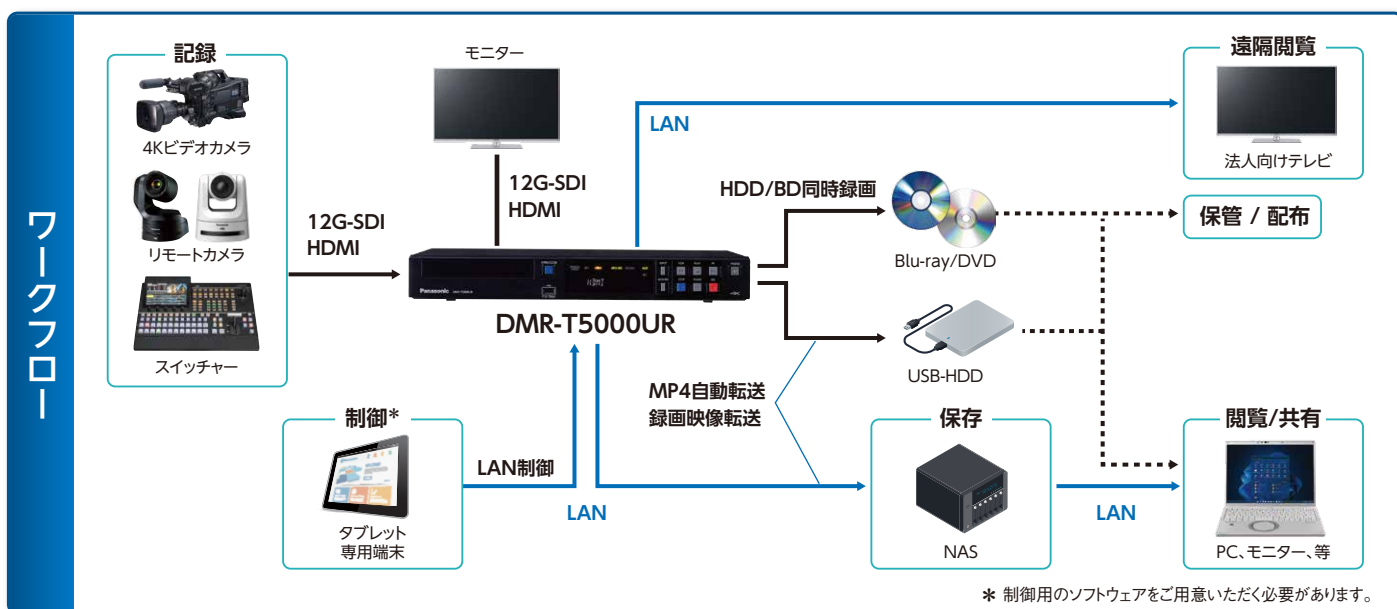 ワークフロー
記録
4Kビデオカメラ
リモートカメラ
スイッチャー
12G-SDI
HDMI
モニター
12G-SDI
HDMI
LAN
遠隔閲覧
法人向けテレビ
HDD/BD同時録画
Blu-ray/DVD
保管 / 配布
Panasonic
DMR-T5000UR
USB-HDD
MP4自動転送
録画映像転送
制御*
タブレット
専用端末
LAN制御
LAN
保存
NAS
LAN
閲覧/共有
PC、モニター、等
* 制御用のソフトウェアをご用意いただく必要があります。